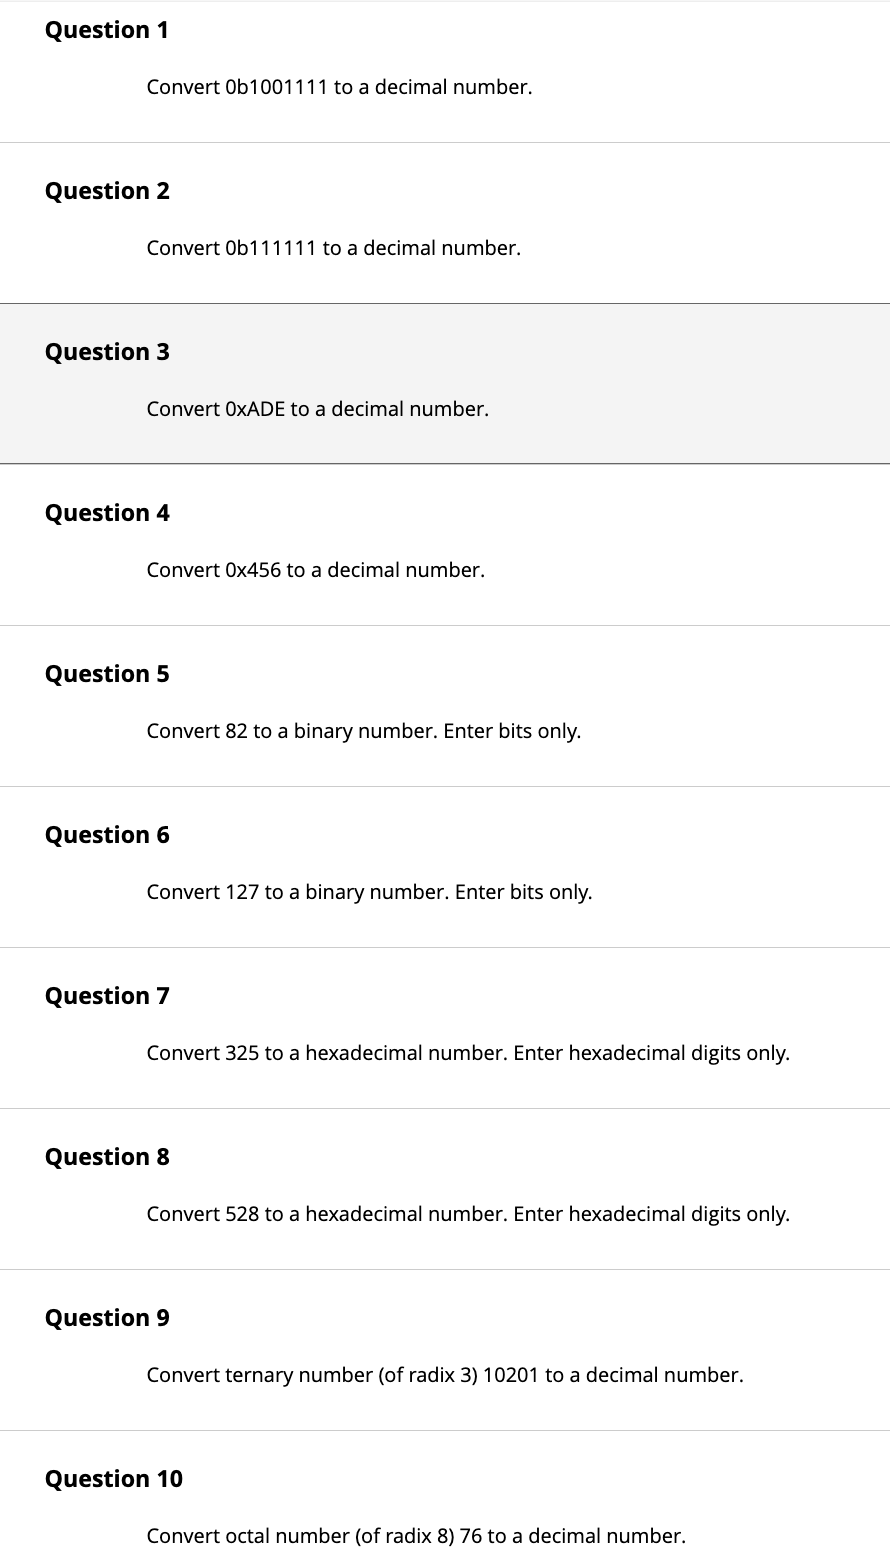 Question 1
Convert 0b1001111 to a decimal number.
Question 2
Convert 0b111111 to a decimal number.
Question 3
Convert 0xADE to a decimal number.
Question 4
Convert 0x456 to a decimal number.
Question 5
Convert 82 to a binary number. Enter bits only.
Question 6
Convert 127 to a binary number. Enter bits only.
Question 7
Convert 325 to a hexadecimal number. Enter hexadecimal digits only.
Question 8
Convert 528 to a hexadecimal number. Enter hexadecimal digits only.
Question 9
Convert ternary number (of radix 3) 10201 to a decimal number.
Question 10
Convert octal number (of radix 8) 76 to a decimal number.